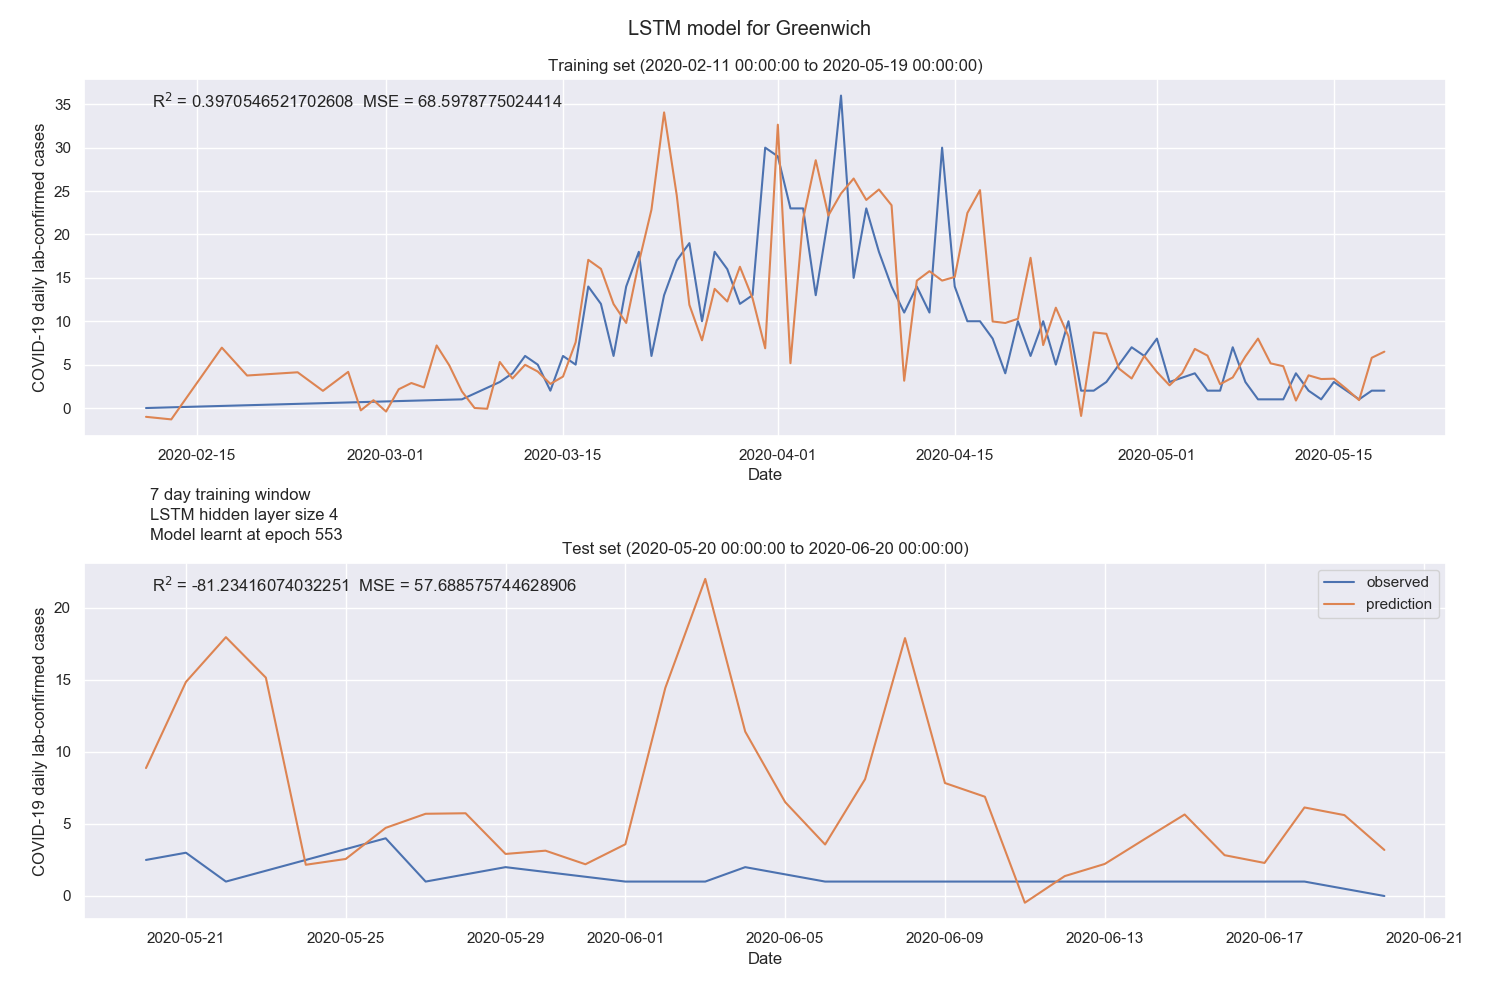 LSTM model for Greenwich
Training set (2020-02-11 00:00:00 to 2020-05-19 00:00:00)
R² = 0.3970546521702608  MSE = 68.5978775024414
COVID-19 daily lab-confirmed cases
35
30
25
20
15
10
5
0
2020-02-15
2020-03-01
2020-03-15
2020-04-01
2020-04-15
2020-05-01
2020-05-15
Date
7 day training window
LSTM hidden layer size 4
Model learnt at epoch 553
Test set (2020-05-20 00:00:00 to 2020-06-20 00:00:00)
R² = -81.23416074032251  MSE = 57.688575744628906
observed
prediction
COVID-19 daily lab-confirmed cases
20
15
10
5
0
2020-05-21
2020-05-25
2020-05-29
2020-06-01
2020-06-05
2020-06-09
2020-06-13
2020-06-17
2020-06-21
Date